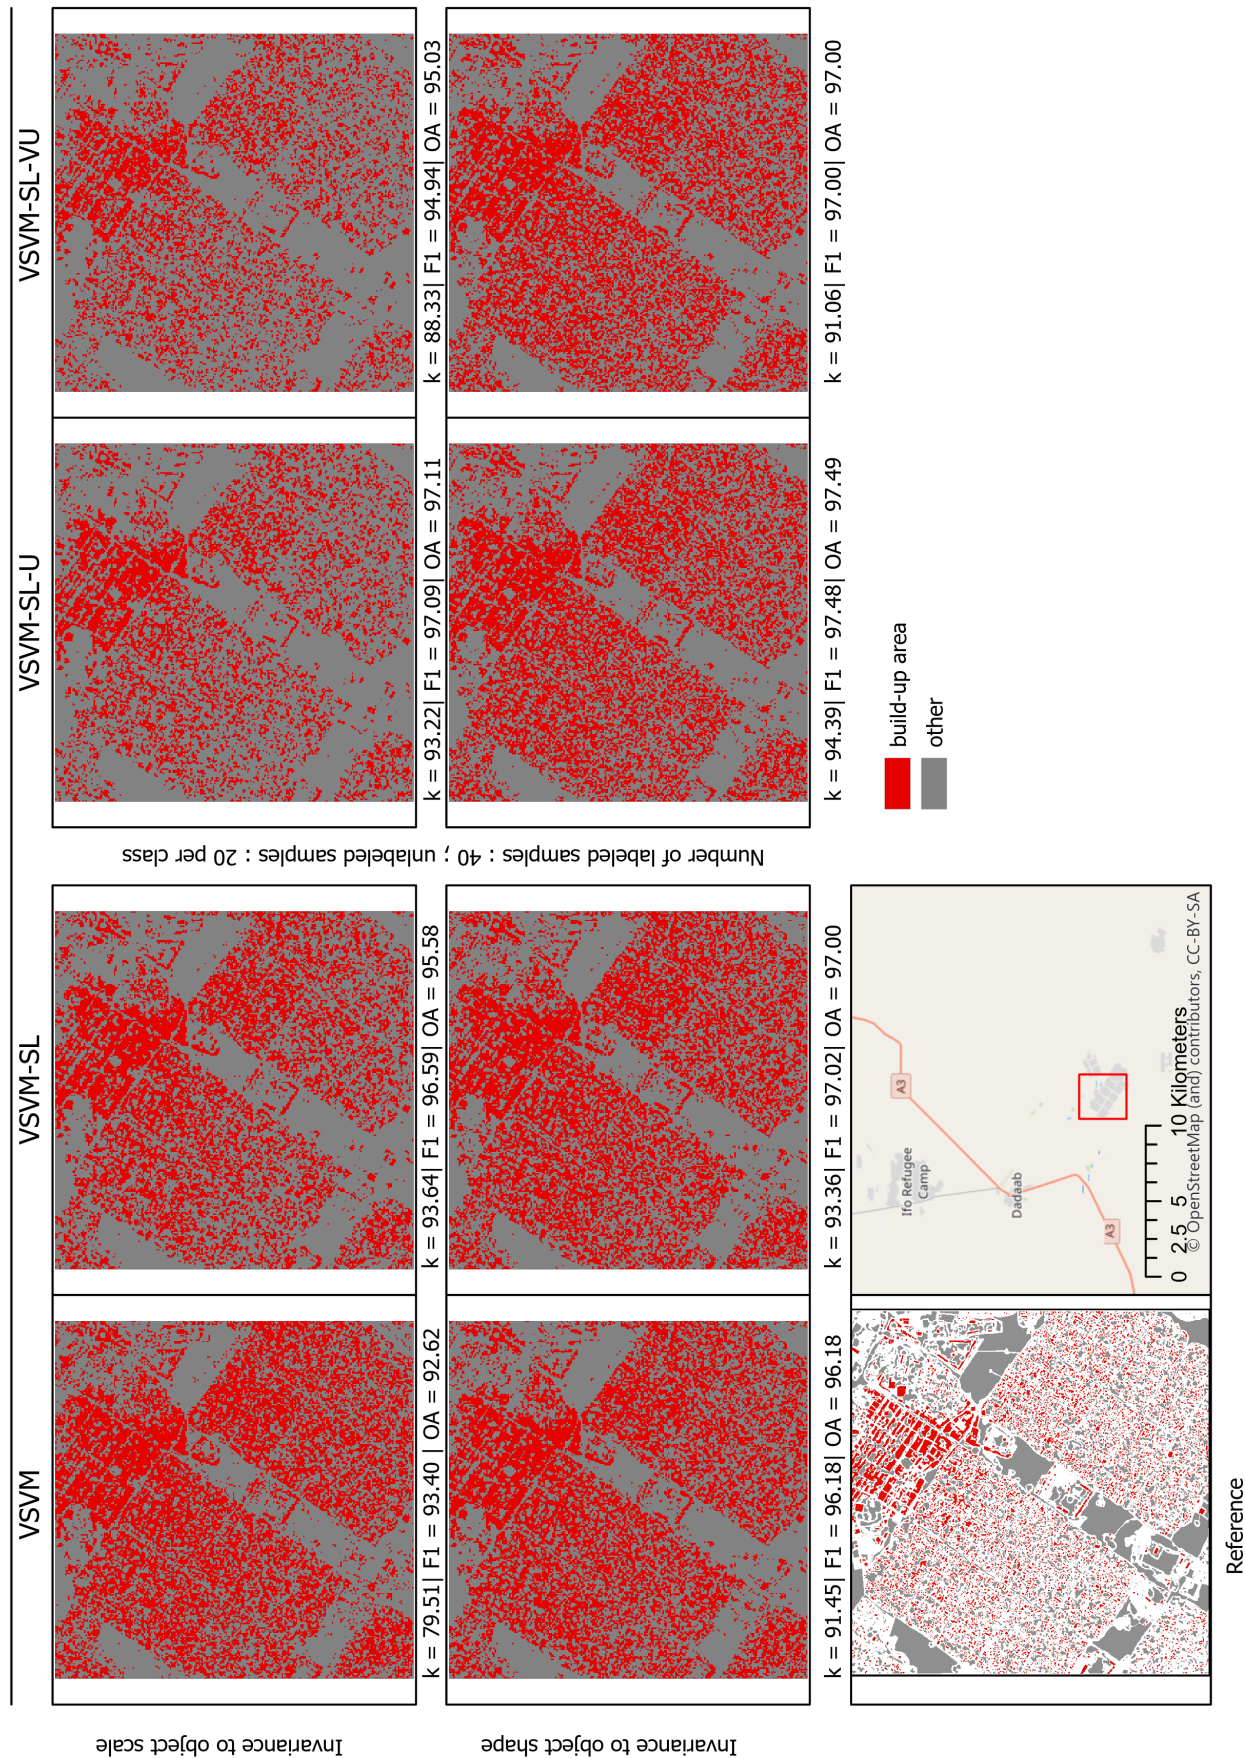 VSVM
VSVM-SL
VSVM-SL-U
VSVM-SL-VU
Invariance to object scale
k = 79.51| F1 = 93.40 | OA = 92.62
k = 93.64| F1 = 96.59| OA = 95.58
k = 93.22| F1 = 97.09| OA = 97.11
k = 88.33| F1 = 94.94| OA = 95.03
Number of labeled samples : 40 ; unlabeled samples : 20 per class
Invariance to object shape
k = 91.45| F1 = 96.18| OA = 96.18
k = 93.36| F1 = 97.02| OA = 97.00
k = 94.39| F1 = 97.48| OA = 97.49
k = 91.06| F1 = 97.00| OA = 97.00
Reference
A3
Ifo Refugee
Camp
Dadaab
A3
0 2.5 5 10 Kilometers
© OpenStreetMap (and) contributors, CC-BY-SA
build-up area
other